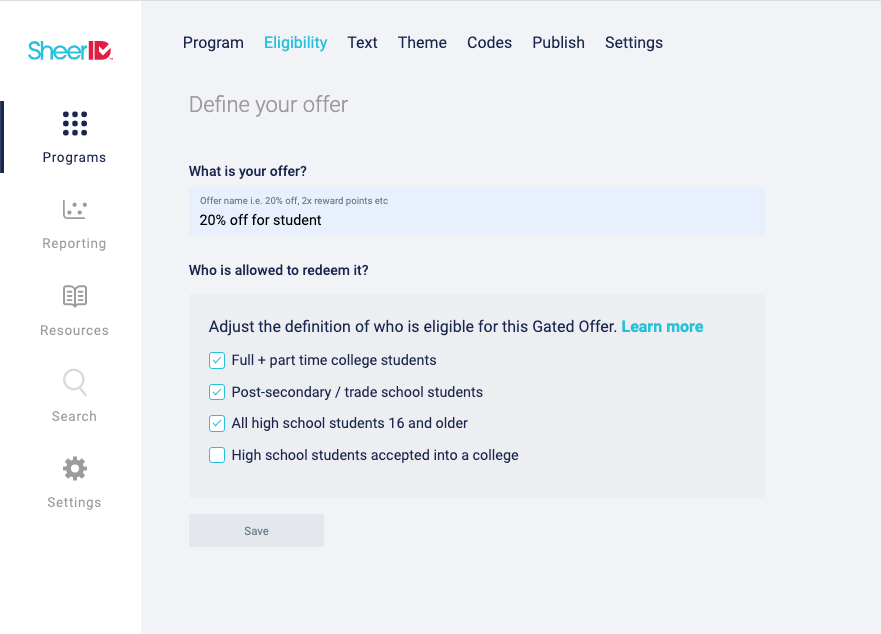 SheerID
Program Eligibility Text Theme Codes Publish Settings
Define your offer
Programs
Reporting
Resources
Search
Settings
What is your offer?
Offer name i.e. 20% off, 2x reward points etc
20% off for student
Who is allowed to redeem it?
Adjust the definition of who is eligible for this Gated Offer. Learn more
Full + part time college students
Post-secondary / trade school students
All high school students 16 and older
High school students accepted into a college
Save